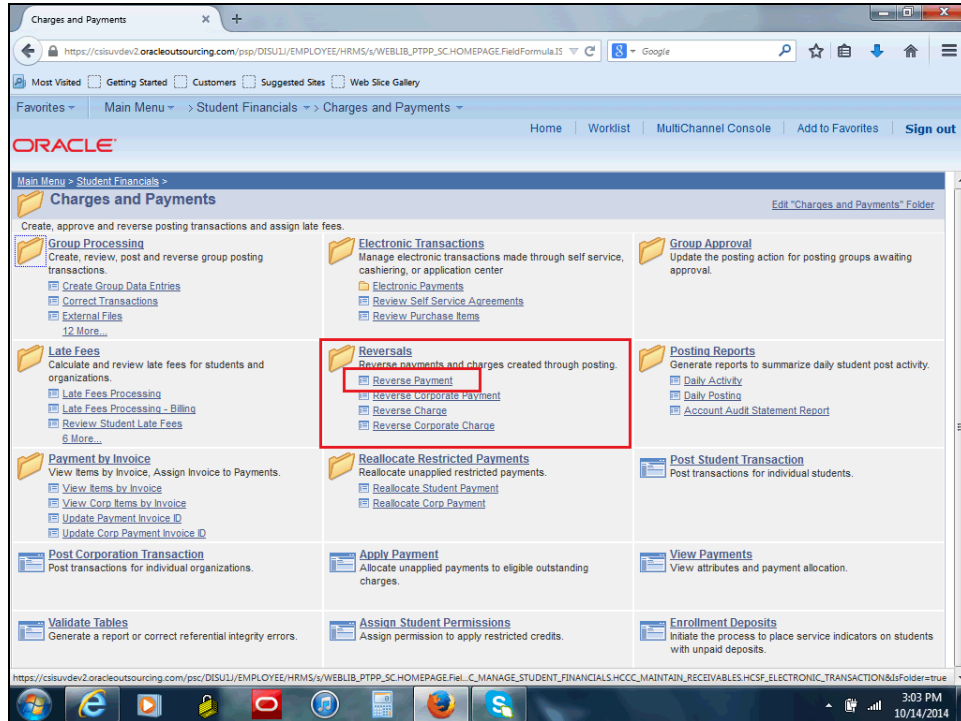 Charges and Payments
https://csisuvdev2.oracleoutsourcing.com/psp/DISU1J/EMPLOYEE/HRMS/s/WEBLIB_PTPP_SC.HOMEPAGE.FieldFormula.IS
Google
Most Visited Getting Started Customers Suggested Sites Web Slice Gallery
Favorites Main Menu > Student Financials > Charges and Payments
Home Worklist MultiChannel Console Add to Favorites Sign out
ORACLE
Main Menu > Student Financials >
Charges and Payments
Edit "Charges and Payments" Folder
Create, approve and reverse posting transactions and assign late fees.
Group Processing
Create, review, post and reverse group posting
transactions.
Create Group Data Entries
Correct Transactions
External Files
12 More...
Electronic Transactions
Manage electronic transactions made through self service,
cashiering, or application center
Electronic Payments
Review Self Service Agreements
Review Purchase Items
Group Approval
Update the posting action for posting groups awaiting
approval.
Late Fees
Calculate and review late fees for students and
organizations.
Late Fees Processing
Late Fees Processing - Billing
Review Student Late Fees
6 More...
Reversals
Reverse payments and charges created through posting.
Reverse Payment
Reverse Corporate Payment
Reverse Charge
Reverse Corporate Charge
Posting Reports
Generate reports to summarize daily student post activity.
Daily Activity
Daily Posting
Account Audit Statement Report
Payment by Invoice
View Items by Invoice, Assign Invoice to Payments.
View Items by Invoice
View Corp Items by Invoice
Update Payment Invoice ID
Update Corp Payment Invoice ID
Reallocate Restricted Payments
Reallocate unapplied restricted payments.
Reallocate Student Payment
Reallocate Corp Payment
Post Student Transaction
Post transactions for individual students.
Post Corporation Transaction
Post transactions for individual organizations.
Apply Payment
Allocate unapplied payments to eligible outstanding
charges.
View Payments
View attributes and payment allocation.
Validate Tables
Generate a report or correct referential integrity errors.
Assign Student Permissions
Assign permission to apply restricted credits.
Enrollment Deposits
Initiate the process to place service indicators on students
with unpaid deposits.
https://csisuvdev2.oracleoutsourcing.com/psc/DISU1J/EMPLOYEE/HRMS/s/WEBLIB_PTPP_SC.HOMEPAGE.Fiel...C_MANAGE_STUDENT_FINANCIALS.HCCC_MAINTAIN_RECEIVABLES.HCSF_ELECTRONIC_TRANSACTION&IsFolder=true
3:03 PM
10/14/2014